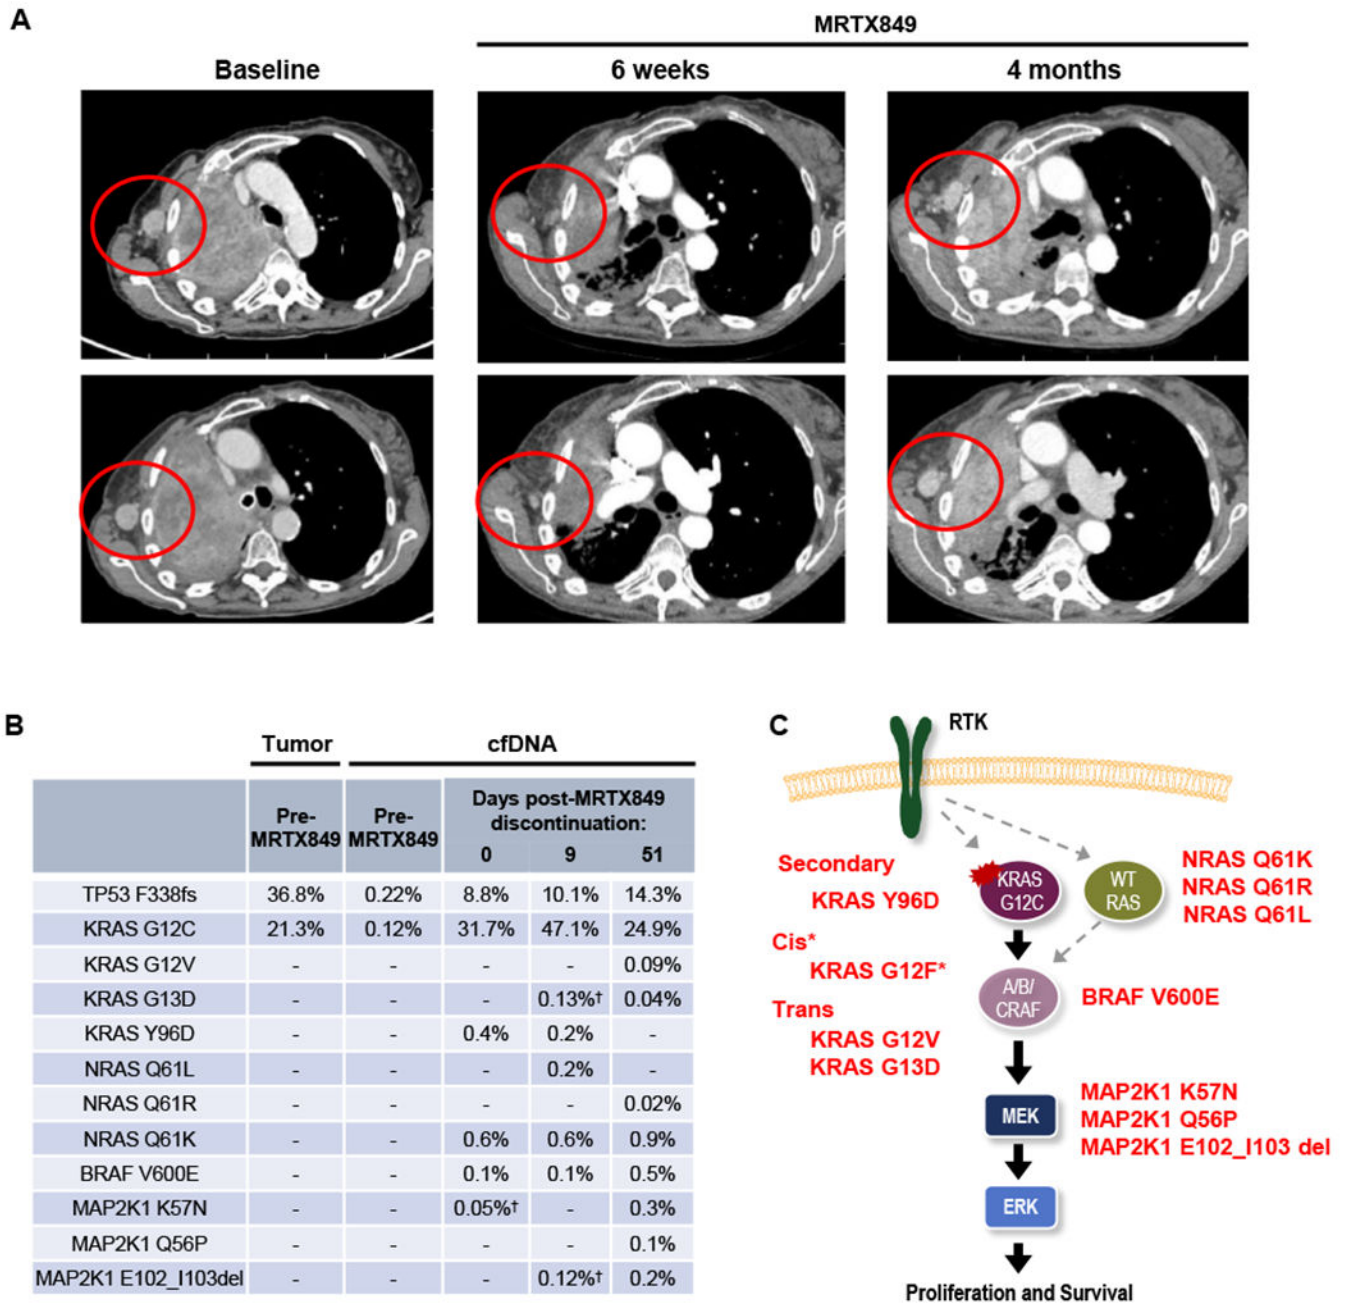 A
MRTX849
Baseline
6 weeks
4 months
B
Tumor
cfDNA
Pre-MRTX849
Pre-MRTX849
Days post-MRTX849 discontinuation:
0 9 51
TP53 F338fs 36.8% 0.22% 8.8% 10.1% 14.3%
KRAS G12C 21.3% 0.12% 31.7% 47.1% 24.9%
KRAS G12V - - - - 0.09%
KRAS G13D - - - 0.13%† 0.04%
KRAS Y96D - - 0.4% 0.2% -
NRAS Q61L - - - 0.2% -
NRAS Q61R - - - - 0.02%
NRAS Q61K - - 0.6% 0.6% 0.9%
BRAF V600E - - 0.1% 0.1% 0.5%
MAP2K1 K57N - - 0.05%† - 0.3%
MAP2K1 Q56P - - - - 0.1%
MAP2K1 E102_I103del - - - 0.12%† 0.2%
C
RTK
Secondary
KRAS Y96D
Cis*
KRAS G12F*
Trans
KRAS G12V
KRAS G13D
KRAS
G12C
WT
RAS
NRAS Q61K
NRAS Q61R
NRAS Q61L
A/B/
CRAF
BRAF V600E
MEK
MAP2K1 K57N
MAP2K1 Q56P
MAP2K1 E102_I103 del
ERK
Proliferation and Survival